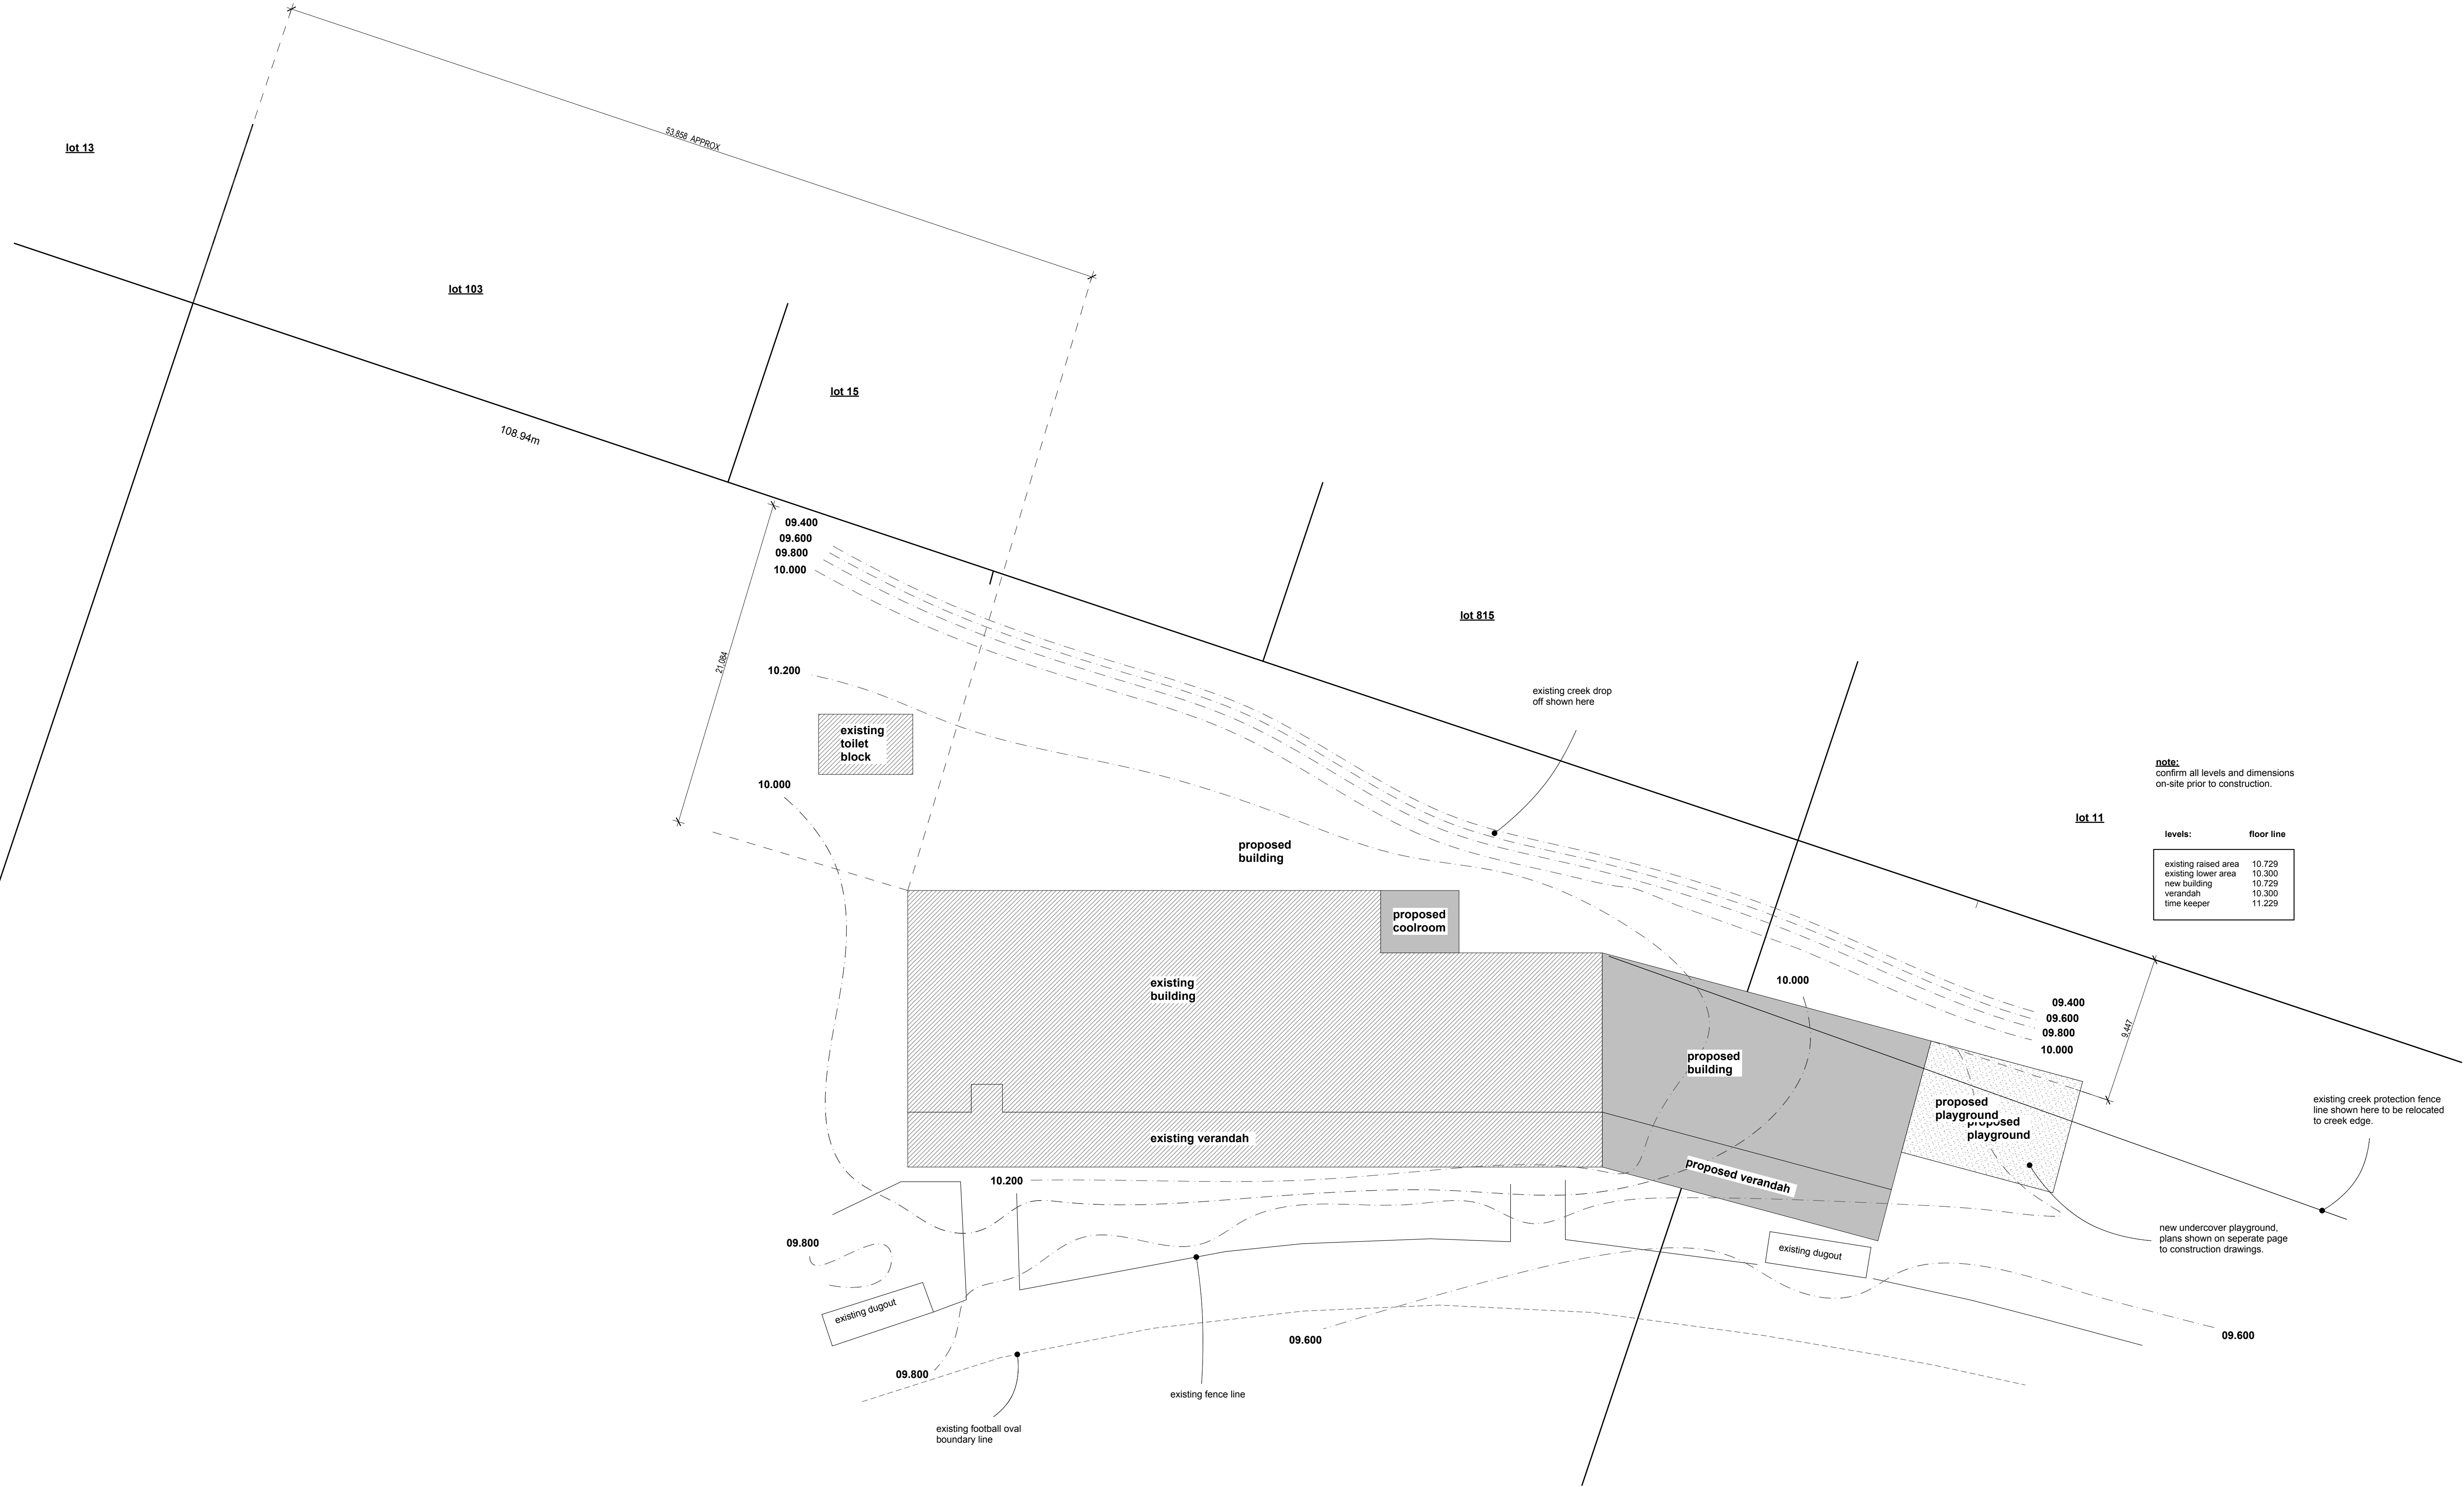 53,858 APPROX
lot 13
lot 103
lot 15
108.94m
09.400
09.600
09.800
10.000
lot 815
21,084
10.200
existing creek drop
off shown here
existing
toilet
block
10.000
note:
confirm all levels and dimensions
on-site prior to construction.
lot 11
levels: floor line
existing raised area 10.729
existing lower area 10.300
new building 10.729
verandah 10.300
time keeper 11.229
proposed
building
proposed
coolroom
existing
building
10.000
09.400
09.600
09.800
10.000
9,447
proposed
building
proposed
playground
proposed
playground
existing creek protection fence
line shown here to be relocated
to creek edge.
existing verandah
proposed verandah
10.200
09.800
existing dugout
new undercover playground,
plans shown on seperate page
to construction drawings.
existing dugout
09.600
09.600
09.800
existing fence line
existing football oval
boundary line